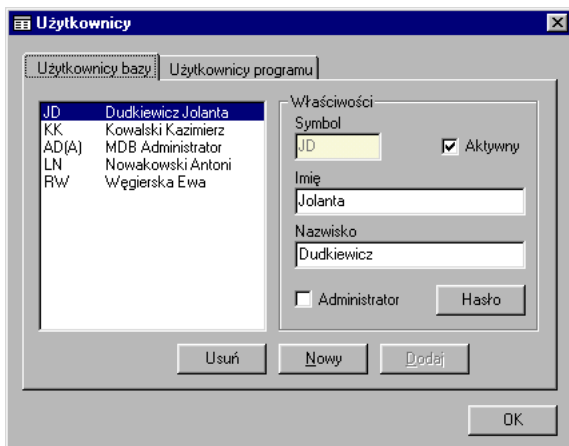 Użytkownicy
Użytkownicy bazy
Użytkownicy programu
JD Dudkiewicz Jolanta
KK Kowalski Kazimierz
AD(A) MDB Administrator
LN Nowakowski Antoni
RW Węgierska Ewa
Właściwości
Symbol
JD
Aktywny
Imię
Jolanta
Nazwisko
Dudkiewicz
Administrator
Hasło
Usuń
Nowy
Dodaj
OK